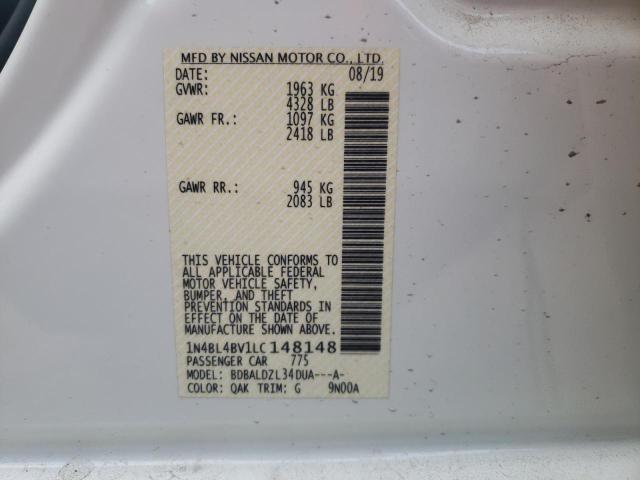 MFD BY NISSAN MOTOR CO., LTD.
DATE: 08/19
GVWR: 1963 KG
4328 LB
GAWR FR.: 1097 KG
2418 LB
GAWR RR.: 945 KG
2083 LB
THIS VEHICLE CONFORMS TO
ALL APPLICABLE FEDERAL
MOTOR VEHICLE SAFETY,
BUMPER, AND THEFT
PREVENTION STANDARDS IN
EFFECT ON THE DATE OF
MANUFACTURE SHOWN ABOVE.
1N4BL4BV1LC148148
PASSENGER CAR 775
MODEL: BDBALDZL34DUA---A-
COLOR: QAK TRIM: G 9N00A